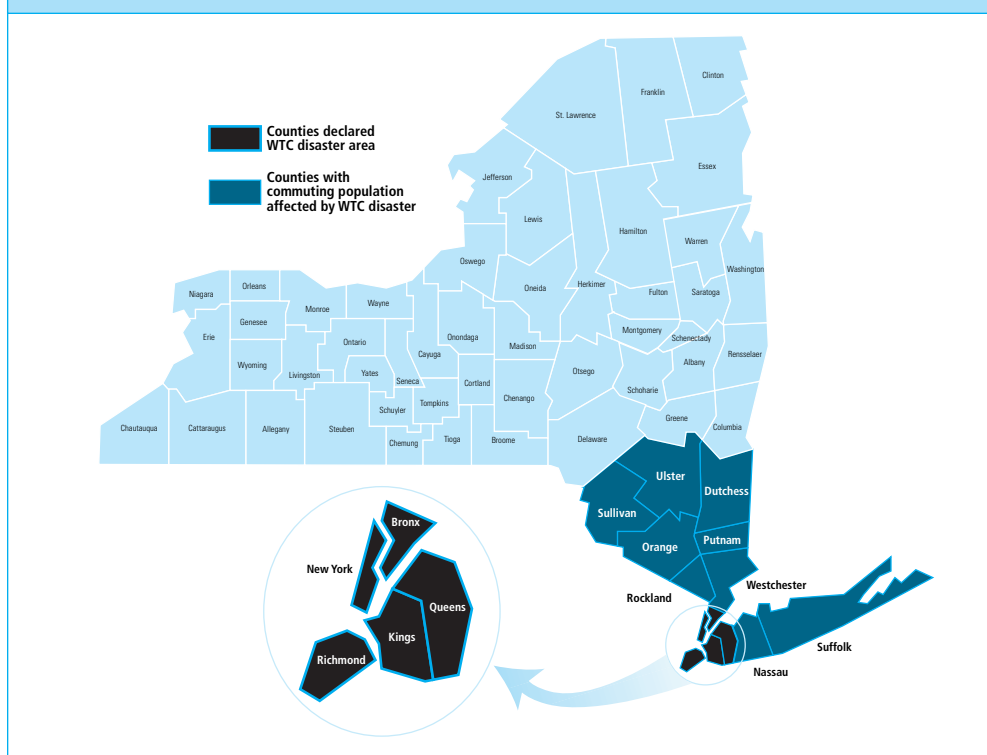 Counties declared
WTC disaster area
Counties with
commuting population
affected by WTC disaster
Clinton
Franklin
St. Lawrence
Essex
Jefferson
Lewis
Hamilton
Warren
Washington
Oswego
Oneida
Herkimer
Fulton
Saratoga
Niagara
Orleans
Monroe
Wayne
Genesee
Erie
Ontario
Onondaga
Madison
Montgomery
Schenectady
Rensselaer
Albany
Cayuga
Wyoming
Livingston
Yates
Seneca
Otsego
Schoharie
Cortland
Chenango
Tompkins
Schuyler
Greene
Columbia
Chautauqua
Cattaraugus
Allegany
Steuben
Chemung
Tioga
Broome
Delaware
Ulster
Dutchess
Sullivan
Orange
Putnam
Westchester
Rockland
Suffolk
Nassau
Bronx
New York
Queens
Kings
Richmond